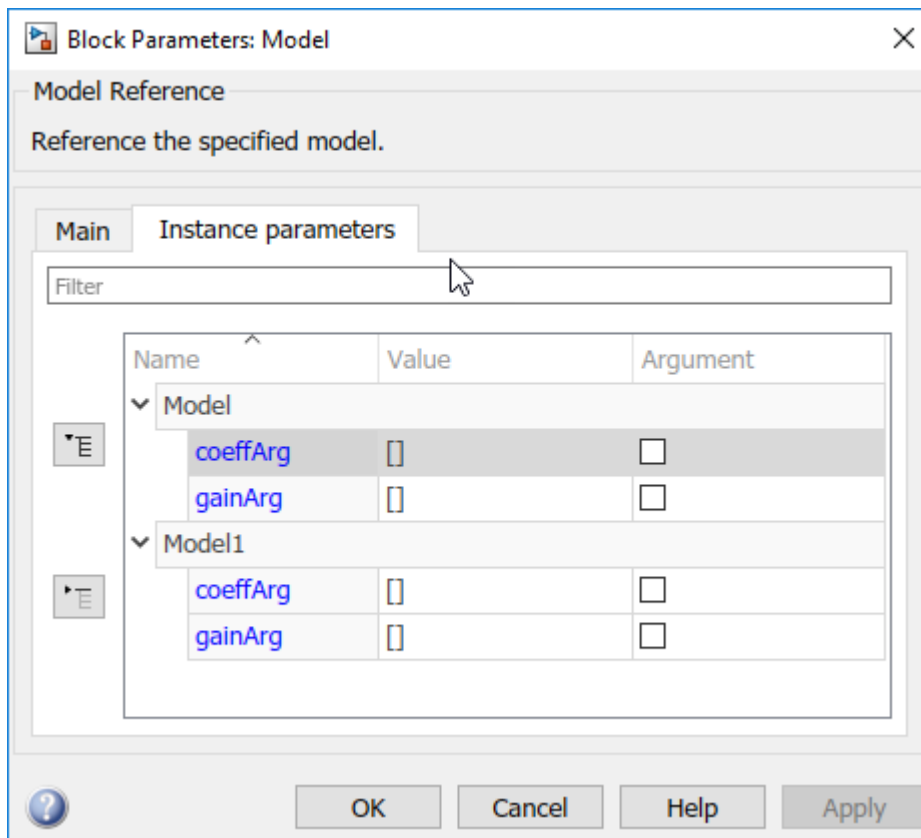 Block Parameters: Model
Model Reference
Reference the specified model.
Main Instance parameters
Filter
Name Value Argument
Model
coeffArg []
gainArg []
Model1
coeffArg []
gainArg []
OK Cancel Help Apply